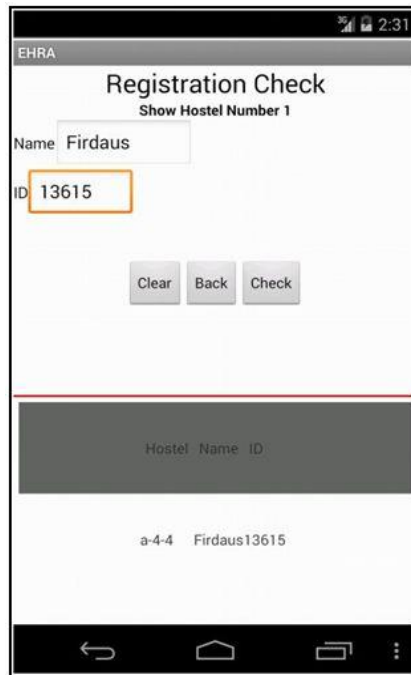 3G 2:31
EHRA
Registration Check
Show Hostel Number 1
Name Firdaus
ID 13615
Clear Back Check
Hostel Name ID
a-4-4 Firdaus13615